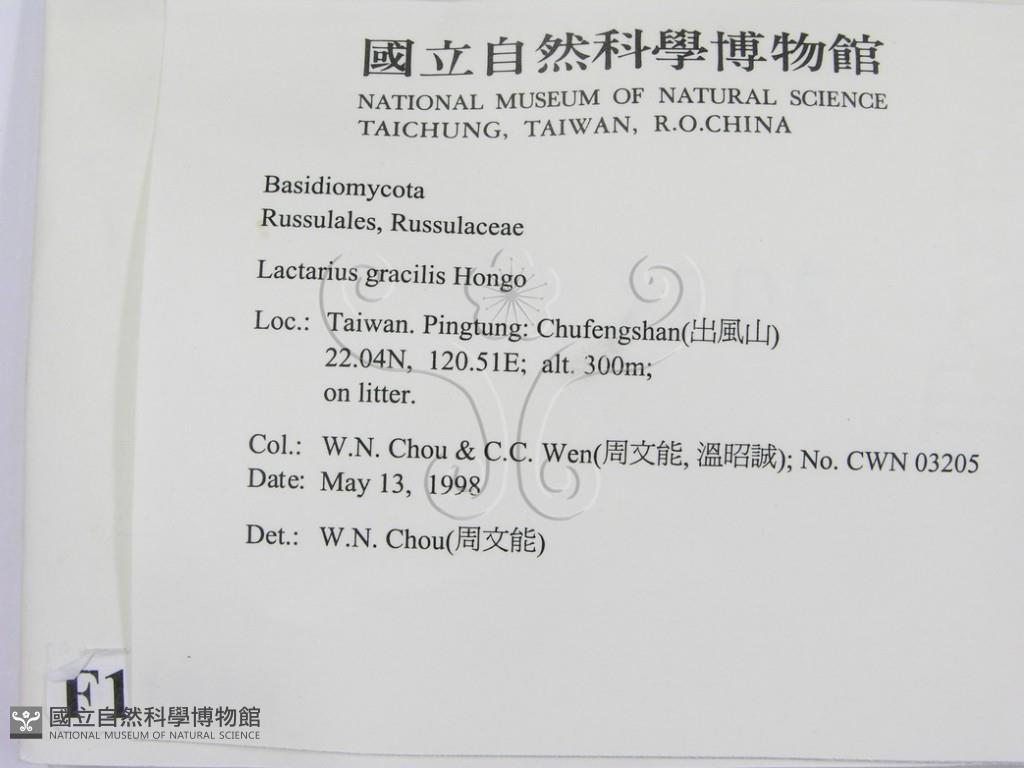 國立自然科學博物館
NATIONAL MUSEUM OF NATURAL SCIENCE
TAICHUNG, TAIWAN, R.O.CHINA
Basidiomycota
Russulales, Russulaceae
Lactarius gracilis Hongo
Loc.: Taiwan. Pingtung: Chufengshan(出風山)
22.04N, 120.51E; alt. 300m;
on litter.
Col.: W.N. Chou & C.C. Wen(周文能, 溫昭誠); No. CWN 03205
Date: May 13, 1998
Det.: W.N. Chou(周文能)
F1
國立自然科學博物館
NATIONAL MUSEUM OF NATURAL SCIENCE